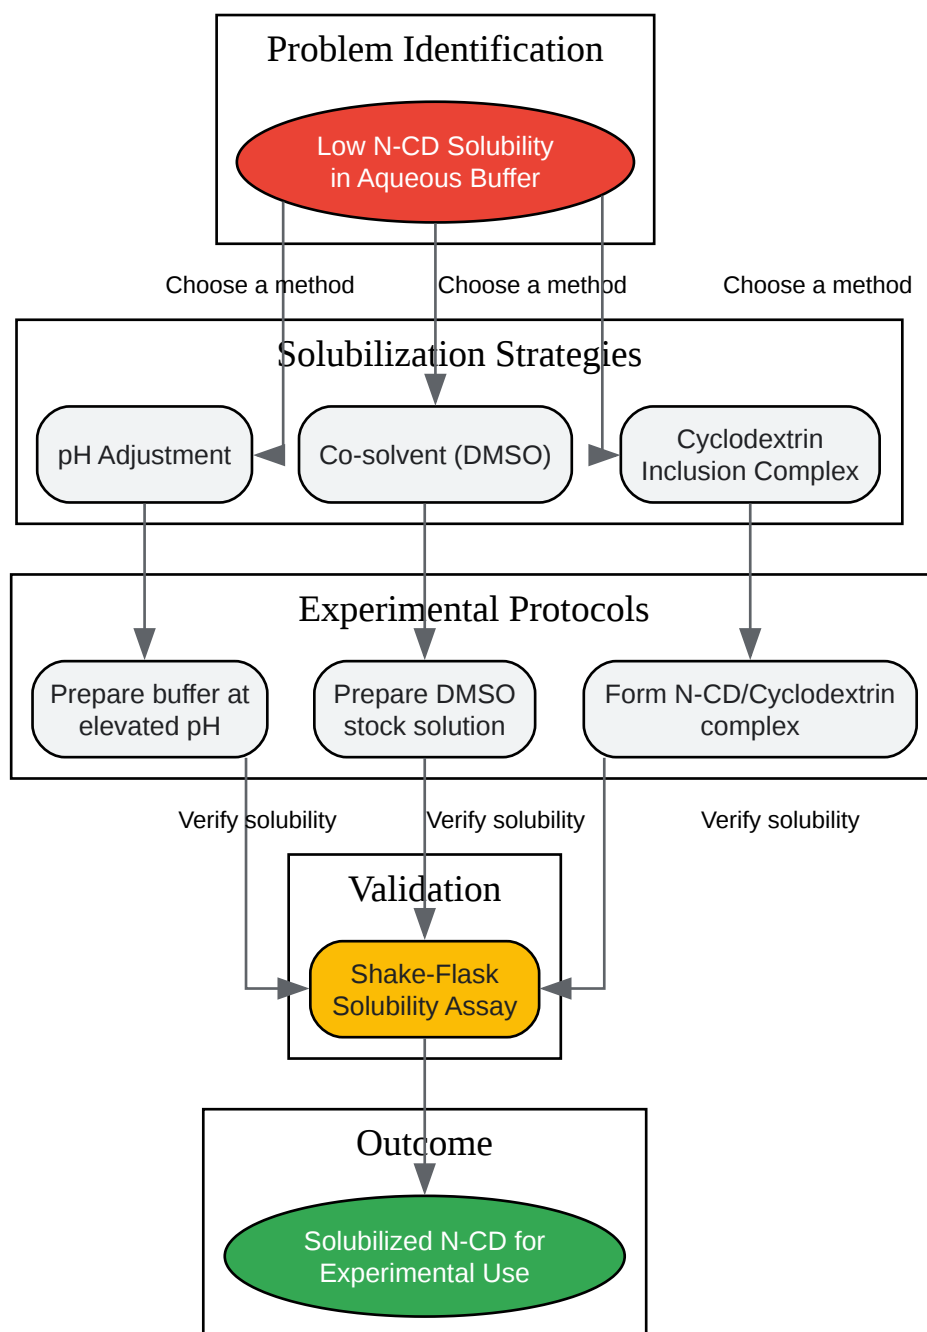 Problem Identification
Low N-CD Solubility
in Aqueous Buffer
Choose a method
Choose a method
Choose a method
Solubilization Strategies
pH Adjustment
Co-solvent (DMSO)
Cyclodextrin
Inclusion Complex
Experimental Protocols
Prepare buffer at
elevated pH
Prepare DMSO
stock solution
Form N-CD/Cyclodextrin
complex
Verify solubility
Verify solubility
Verify solubility
Validation
Shake-Flask
Solubility Assay
Outcome
Solubilized N-CD for
Experimental Use